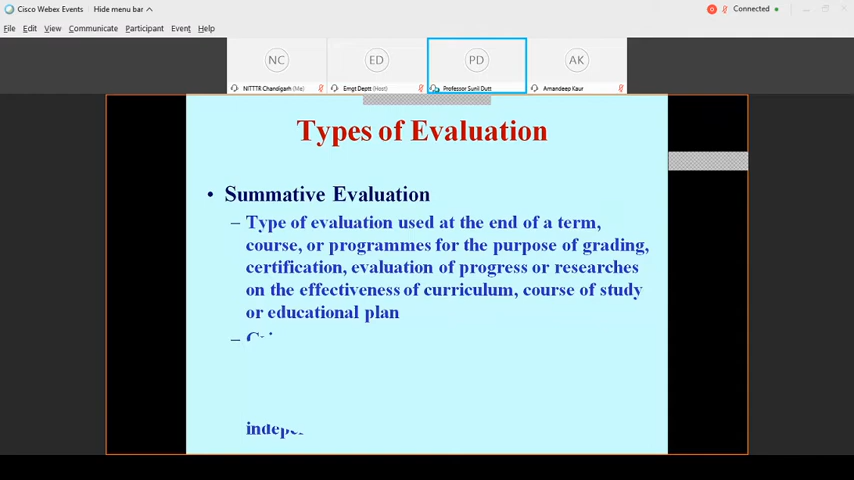 Cisco Webex Events Hide menu bar Connected
File Edit View Communicate Participant Event Help
NC ED PD AK
NITTTR Chandigarh (Me) Emgt Deptt (Host) Professor Sunil Dutt Amandeep Kaur
Types of Evaluation
• Summative Evaluation
– Type of evaluation used at the end of a term,
course, or programmes for the purpose of grading,
certification, evaluation of progress or researches
on the effectiveness of curriculum, course of study
or educational plan
–